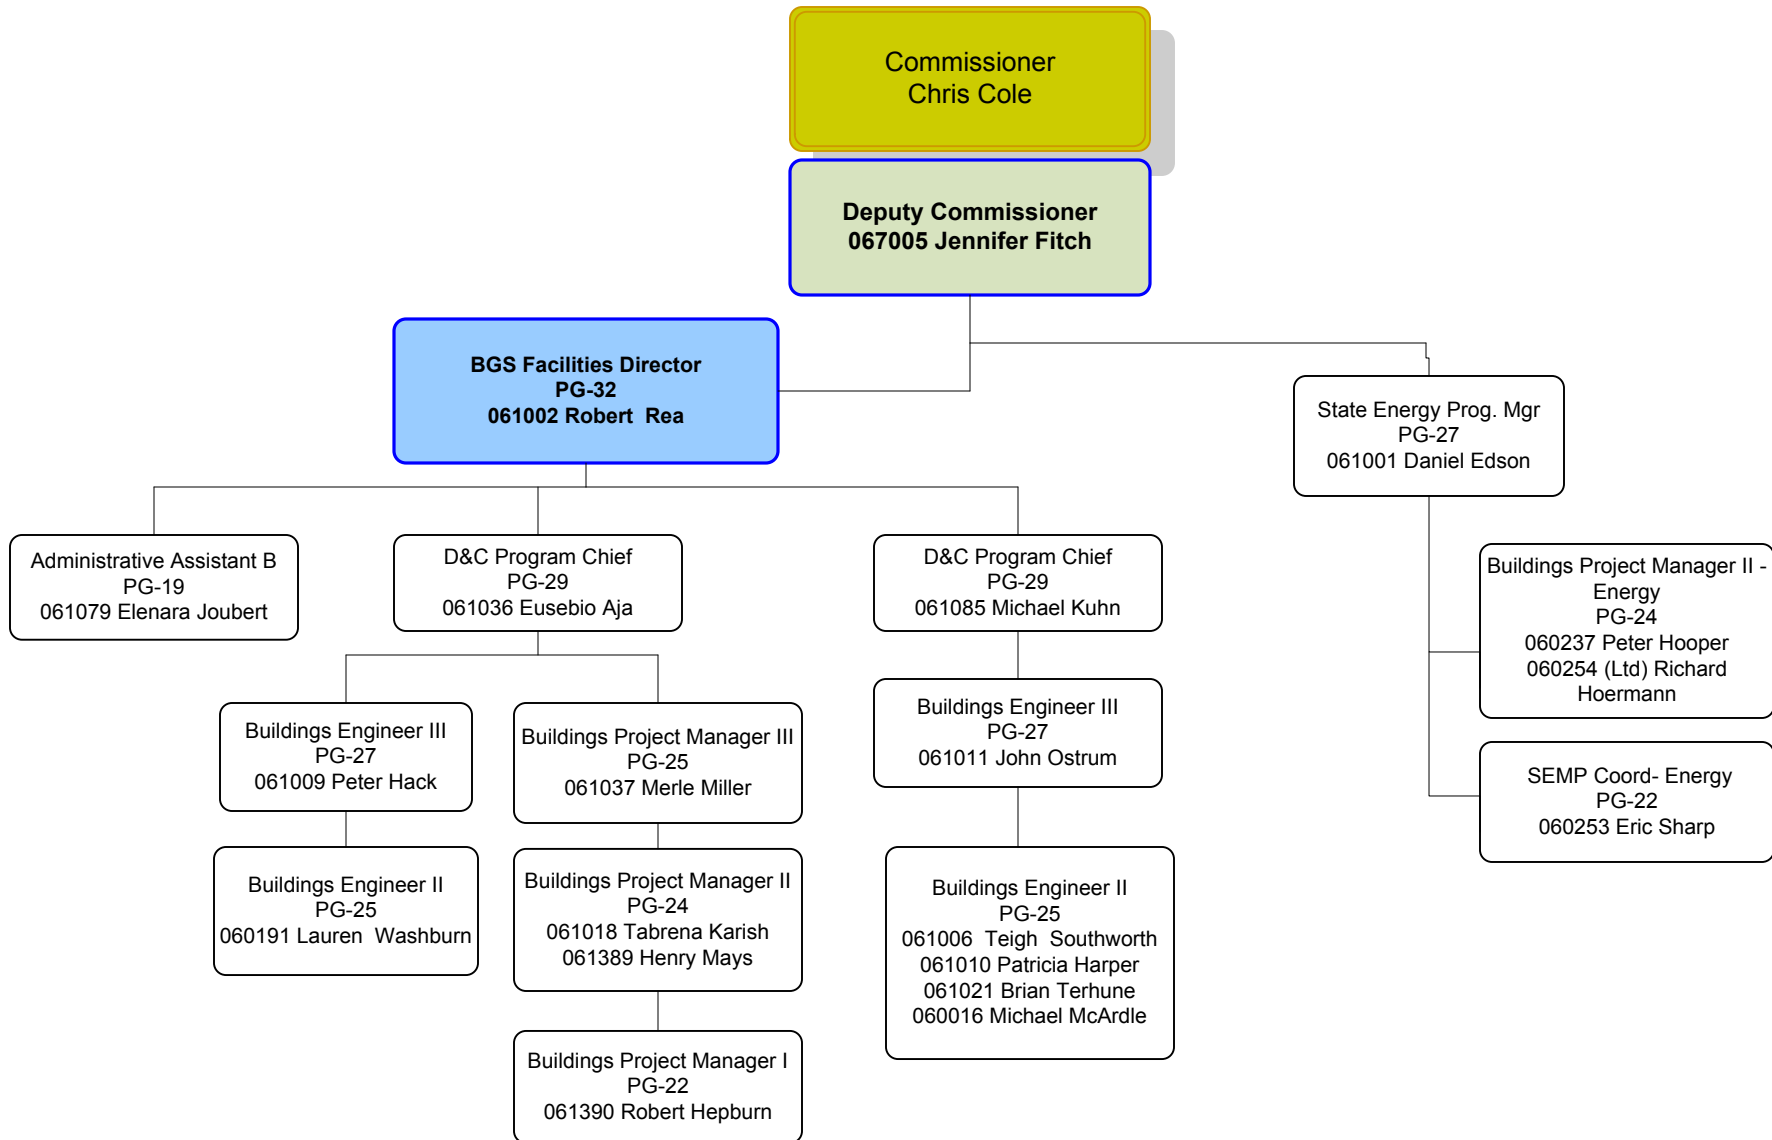 Commissioner
Chris Cole
Deputy Commissioner
067005 Jennifer Fitch
BGS Facilities Director
PG-32
061002 Robert  Rea
State Energy Prog. Mgr
PG-27
061001 Daniel Edson
Administrative Assistant B
PG-19
061079 Elenara Joubert
D&C Program Chief
PG-29
061036 Eusebio Aja
D&C Program Chief
PG-29
061085 Michael Kuhn
Buildings Project Manager II -
Energy
PG-24
060237 Peter Hooper
060254 (Ltd) Richard
Hoermann
Buildings Engineer III
PG-27
061009 Peter Hack
Buildings Project Manager III
PG-25
061037 Merle Miller
Buildings Engineer III
PG-27
061011 John Ostrum
SEMP Coord- Energy
PG-22
060253 Eric Sharp
Buildings Engineer II
PG-25
060191 Lauren  Washburn
Buildings Project Manager II
PG-24
061018 Tabrena Karish
061389 Henry Mays
Buildings Engineer II
PG-25
061006  Teigh  Southworth
061010 Patricia Harper
061021 Brian Terhune
060016 Michael McArdle
Buildings Project Manager I
PG-22
061390 Robert Hepburn